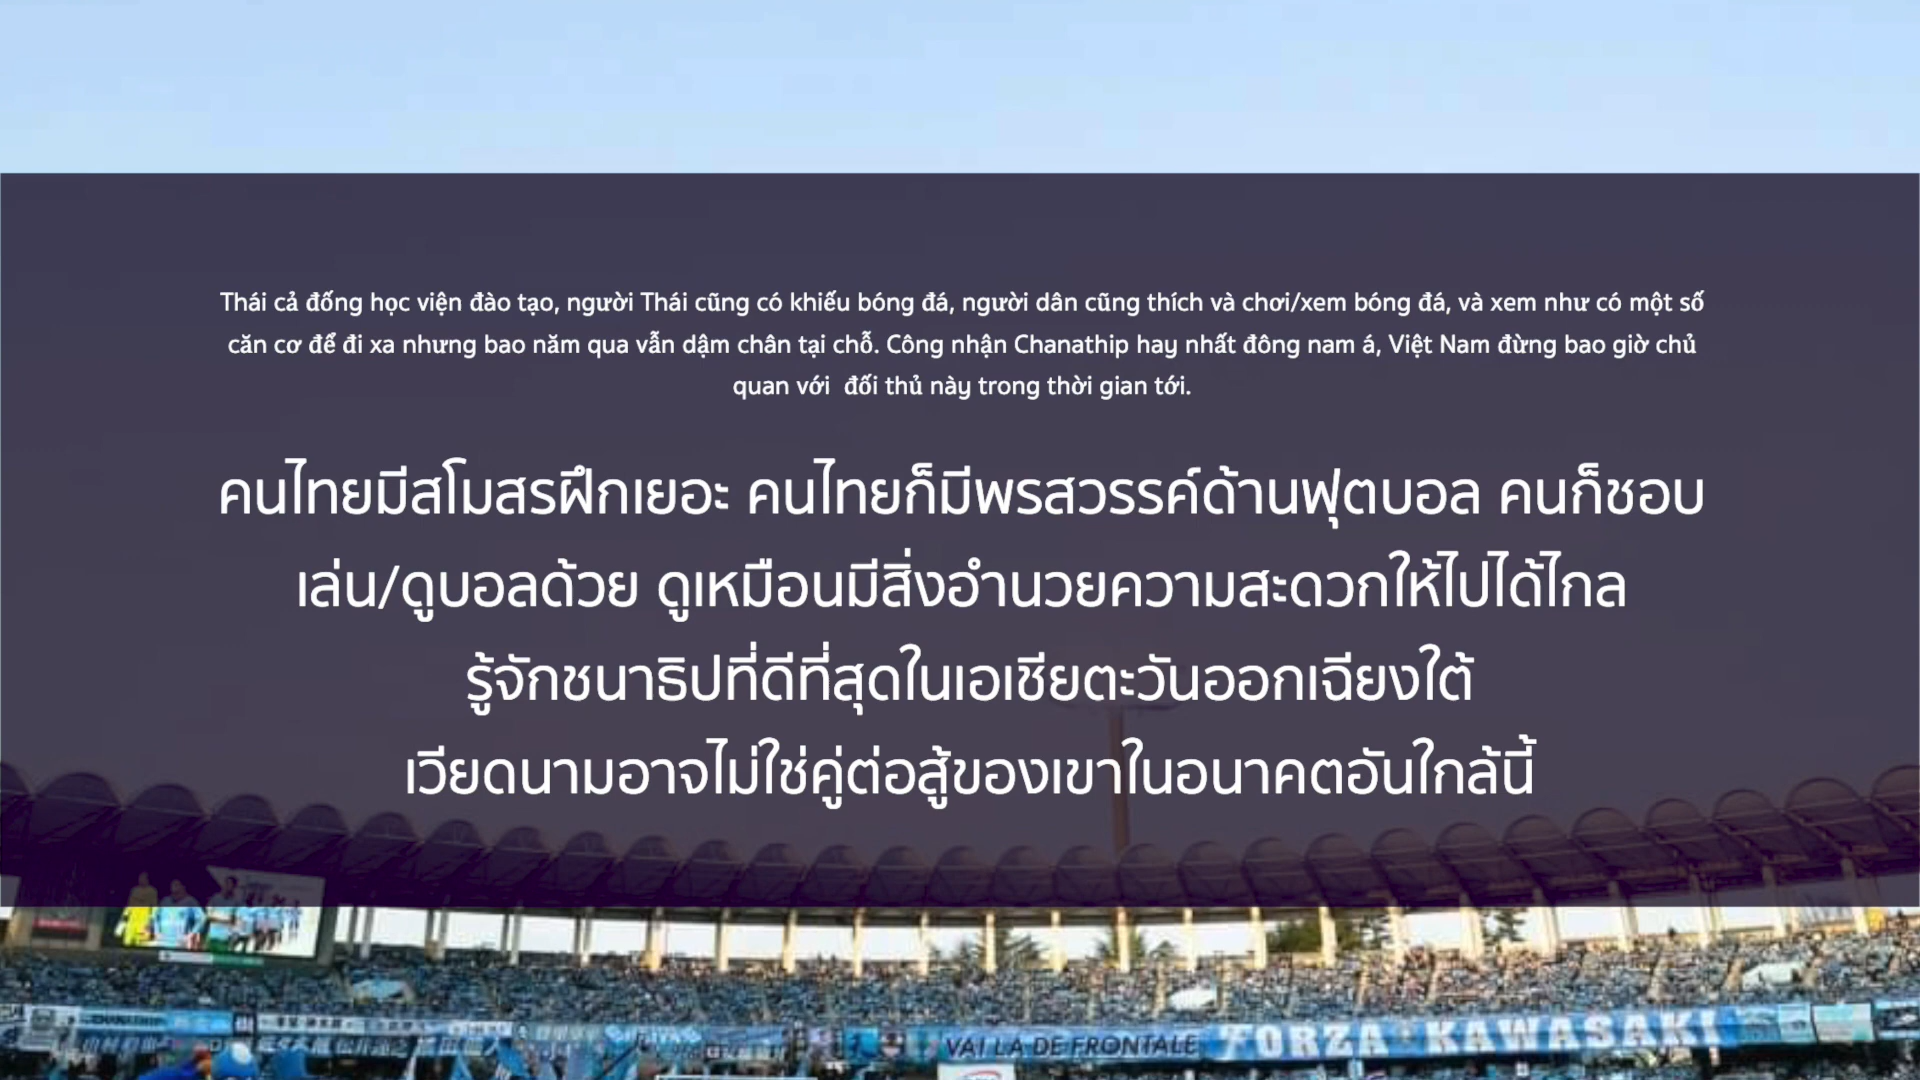 Thái cả đống học viện đào tạo, người Thái cũng có khiếu bóng đá, người dân cũng thích và chơi/xem bóng đá, và xem như có một số
căn cơ để đi xa nhưng bao năm qua vẫn dậm chân tại chỗ. Công nhận Chanathip hay nhất đông nam á, Việt Nam đừng bao giờ chủ
quan với  đối thủ này trong thời gian tới.
คนไทยมีสโมสรฝึกเยอะ คนไทยก็มีพรสวรรค์ด้านฟุตบอล คนก็ชอบ
เล่น/ดูบอลด้วย ดูเหมือนมีสิ่งอำนวยความสะดวกให้ไปได้ไกล
รู้จักชนาธิปที่ดีที่สุดในเอเชียตะวันออกเฉียงใต้
เวียดนามอาจไม่ใช่คู่ต่อสู้ของเขาในอนาคตอันใกล้นี้
VAI LA DE FRONTALE FORZA KAWASAKI